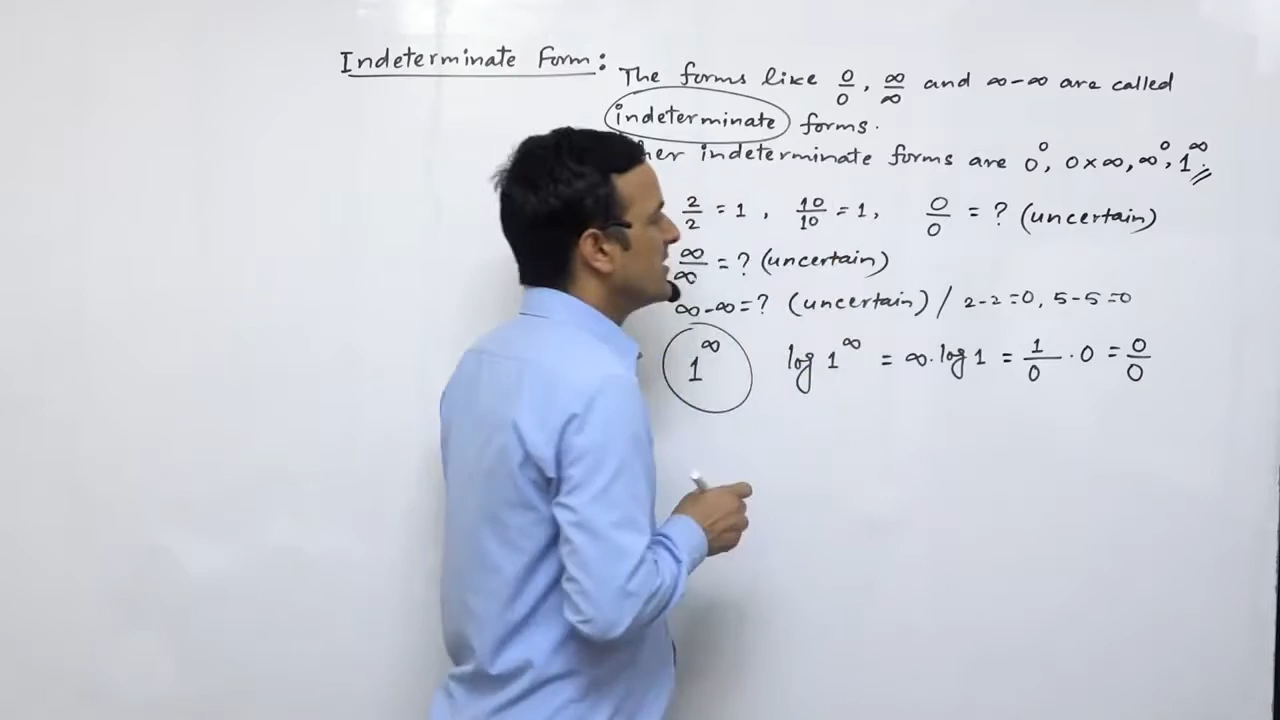 Indeterminate Form:
The forms like 0/0, ∞/∞ and ∞-∞ are called
indeterminate forms.
her indeterminate forms are 0^0, 0×∞, ∞^0, 1^∞.
2/2 = 1, 10/10 = 1, 0/0 = ? (uncertain)
∞/∞ = ? (uncertain)
∞-∞ = ? (uncertain) / 2-2=0, 5-5=0
1^∞ log 1^∞ = ∞.log 1 = 1/0 · 0 = 0/0